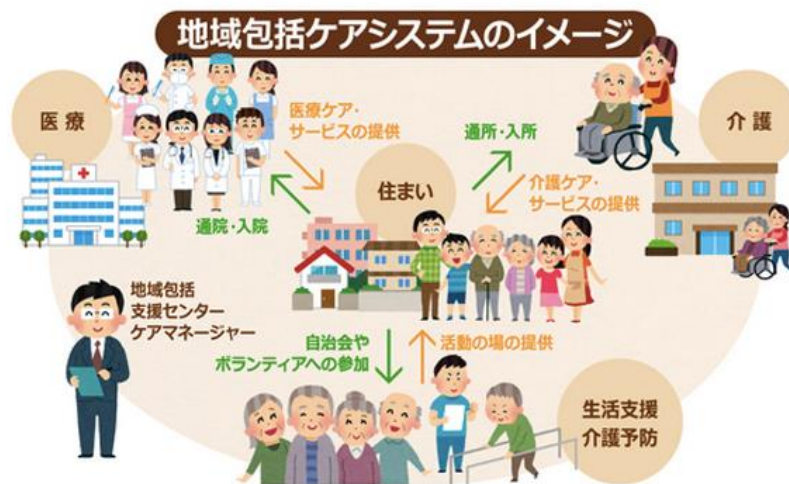 地域包括ケアシステムのイメージ
医療
医療ケア・
サービスの提供
通院・入院
住まい
通所・入所
介護ケア・
サービスの提供
介護
地域包括
支援センター
ケアマネージャー
自治会や
ボランティアへの参加
活動の場の提供
生活支援
介護予防